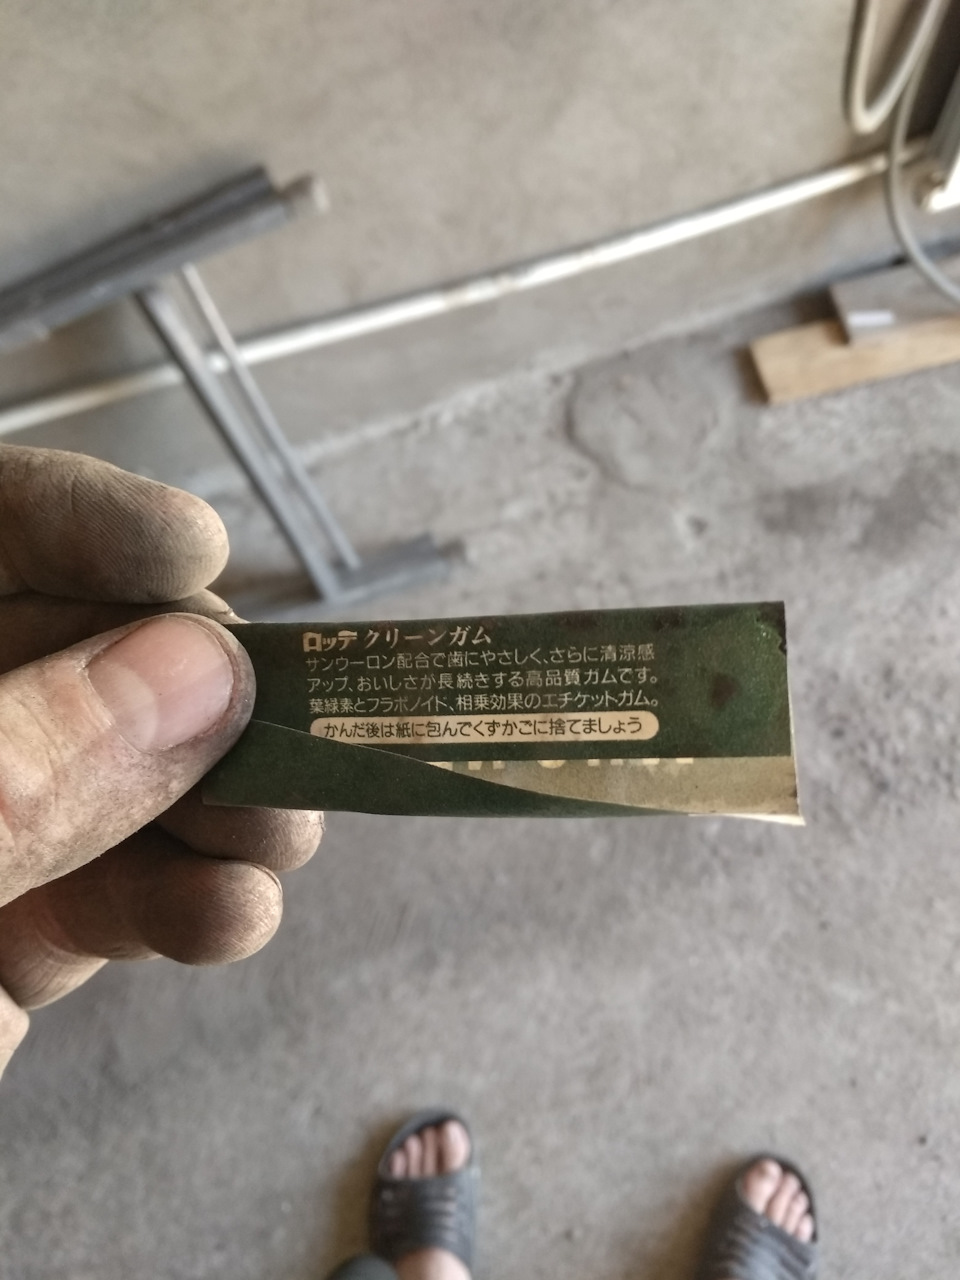 ロッテ クリーンガム
サンウーロン配合で歯にやさしく、さらに清涼感
アップ、おいしさが長続きする高品質ガムです。
葉緑素とフラボノイド、相乗効果のエチケットガム。
かんだ後は紙に包んでくずかごに捨てましょう